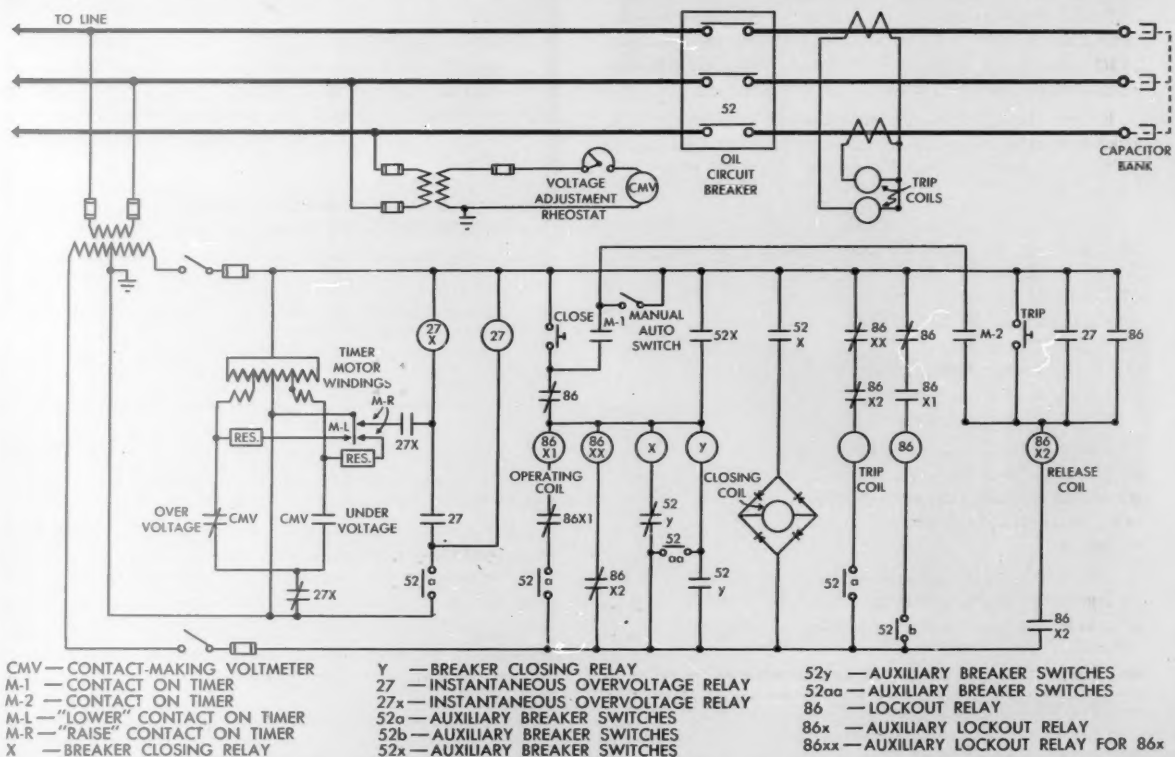 TO LINE
52
OIL
CIRCUIT
BREAKER
CAPACITOR
BANK
VOLTAGE
ADJUSTMENT
RHEOSTAT
CMV
TRIP
COILS
27
X
27
CLOSE
M-1
MANUAL
AUTO
SWITCH
52X
52
X
86
XX
86
M-2
TRIP
27
86
TIMER
MOTOR
WINDINGS
M-R
M-L
27X
RES.
RES.
86
86
X2
86
X1
86
X1
86
XX
X
Y
86
86
X2
OPERATING
COIL
CLOSING
COIL
TRIP
COIL
RELEASE
COIL
OVER
VOLTAGE
CMV
CMV
UNDER
VOLTAGE
27
86X1
52
y
52
aa
27X
52 a
52 a
86
X2
52
y
52 a
52 b
86
X2
CMV — CONTACT-MAKING VOLTMETER
M-1 — CONTACT ON TIMER
M-2 — CONTACT ON TIMER
M-L — "LOWER" CONTACT ON TIMER
M-R — "RAISE" CONTACT ON TIMER
X — BREAKER CLOSING RELAY
Y — BREAKER CLOSING RELAY
27 — INSTANTANEOUS OVERVOLTAGE RELAY
27x — INSTANTANEOUS OVERVOLTAGE RELAY
52a — AUXILIARY BREAKER SWITCHES
52b — AUXILIARY BREAKER SWITCHES
52x — AUXILIARY BREAKER SWITCHES
52y — AUXILIARY BREAKER SWITCHES
52aa — AUXILIARY BREAKER SWITCHES
86 — LOCKOUT RELAY
86x — AUXILIARY LOCKOUT RELAY
86xx — AUXILIARY LOCKOUT RELAY FOR 86x